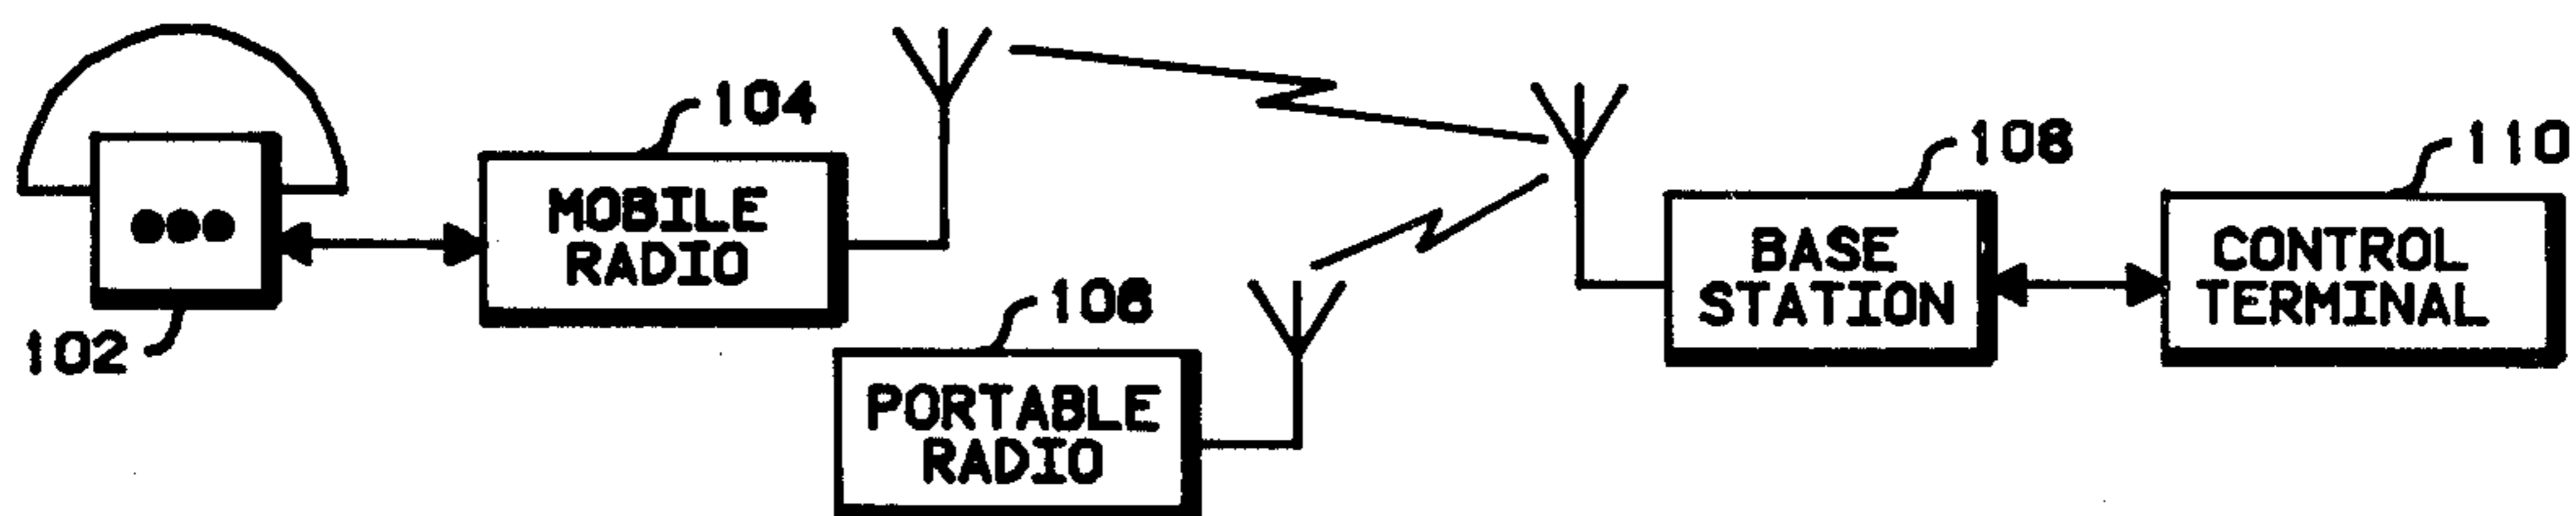 104
MOBILE
RADIO
102
106
PORTABLE
RADIO
108
BASE
STATION
110
CONTROL
TERMINAL